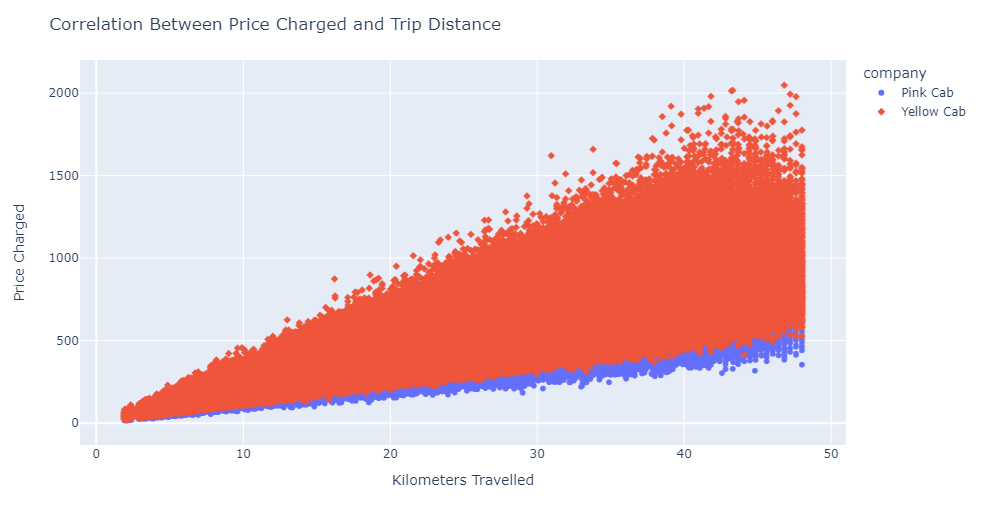 Correlation Between Price Charged and Trip Distance
company
Pink Cab
Yellow Cab
Price Charged
2000
1500
1000
500
0
0 10 20 30 40 50
Kilometers Travelled